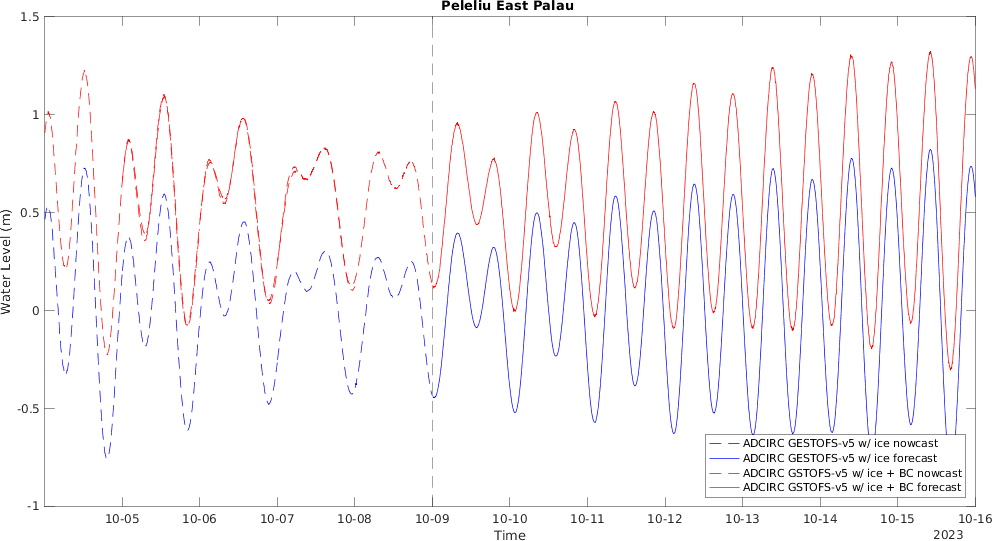 Peleliu East Palau
1.5
1
0.5
0
-0.5
-1
Water Level (m)
10-05 10-06 10-07 10-08 10-09 10-10 10-11 10-12 10-13 10-14 10-15 10-16
Time
2023
ADCIRC GESTOFS-v5 w/ ice nowcast
ADCIRC GESTOFS-v5 w/ ice forecast
ADCIRC GSTOFS-v5 w/ ice + BC nowcast
ADCIRC GSTOFS-v5 w/ ice + BC forecast